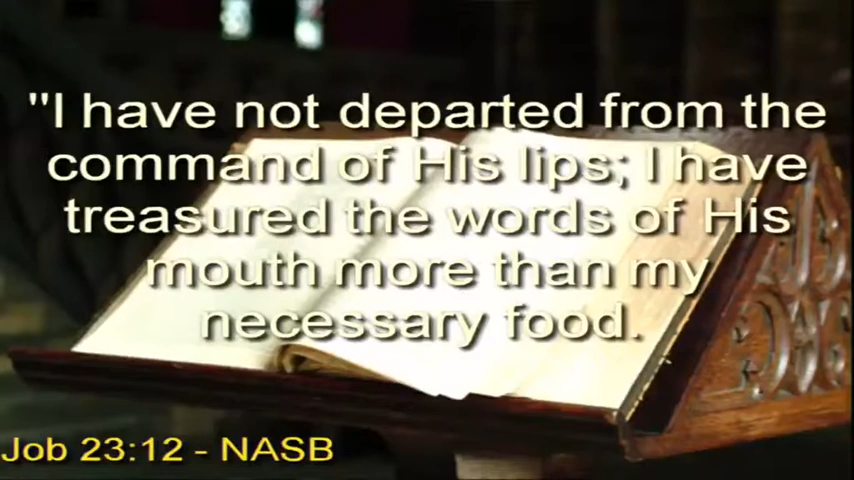 "I have not departed from the
command of His lips; I have
treasured the words of His
mouth more than my
necessary food.
Job 23:12 - NASB